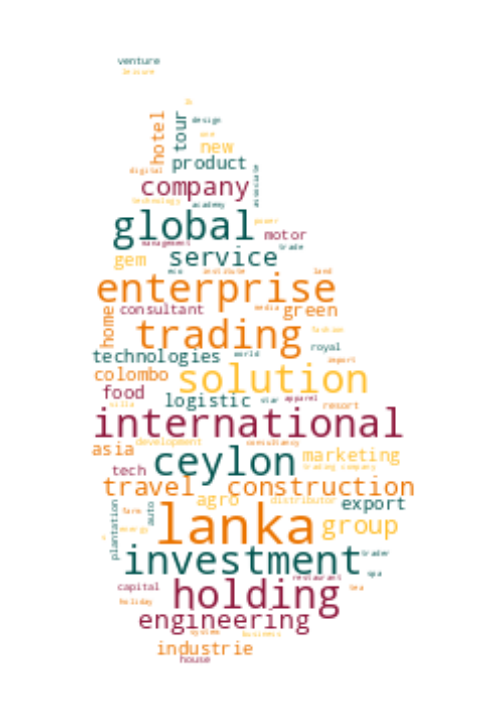 venture
leisure
hotel
tour
design
new
product
digital
company
associate
technology
academy
global
power
motor
management
trade
service
gem
eco
institute
land
enterprise
home
consultant
media
green
trading
fashion
royal
technologies
world
import
colombo
solution
food
logistic
star
apparel
villa
resort
international
asia
development
consultancy
ceylon
marketing
tech
trading company
travel
construction
agro
distributor
export
plantation
auto
farm
lanka
group
energy
investment
trader
spa
holding
restaurant
capital
tea
holiday
engineering
system
business
industrie
house